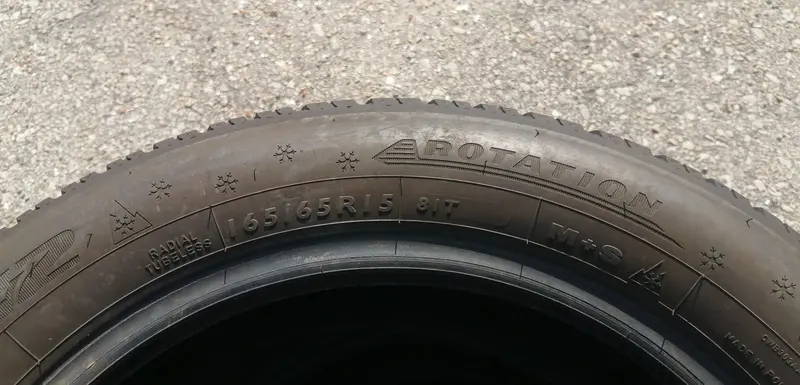 ROTATION
RADIAL
TUBELESS
165/65R15 81T
M+S